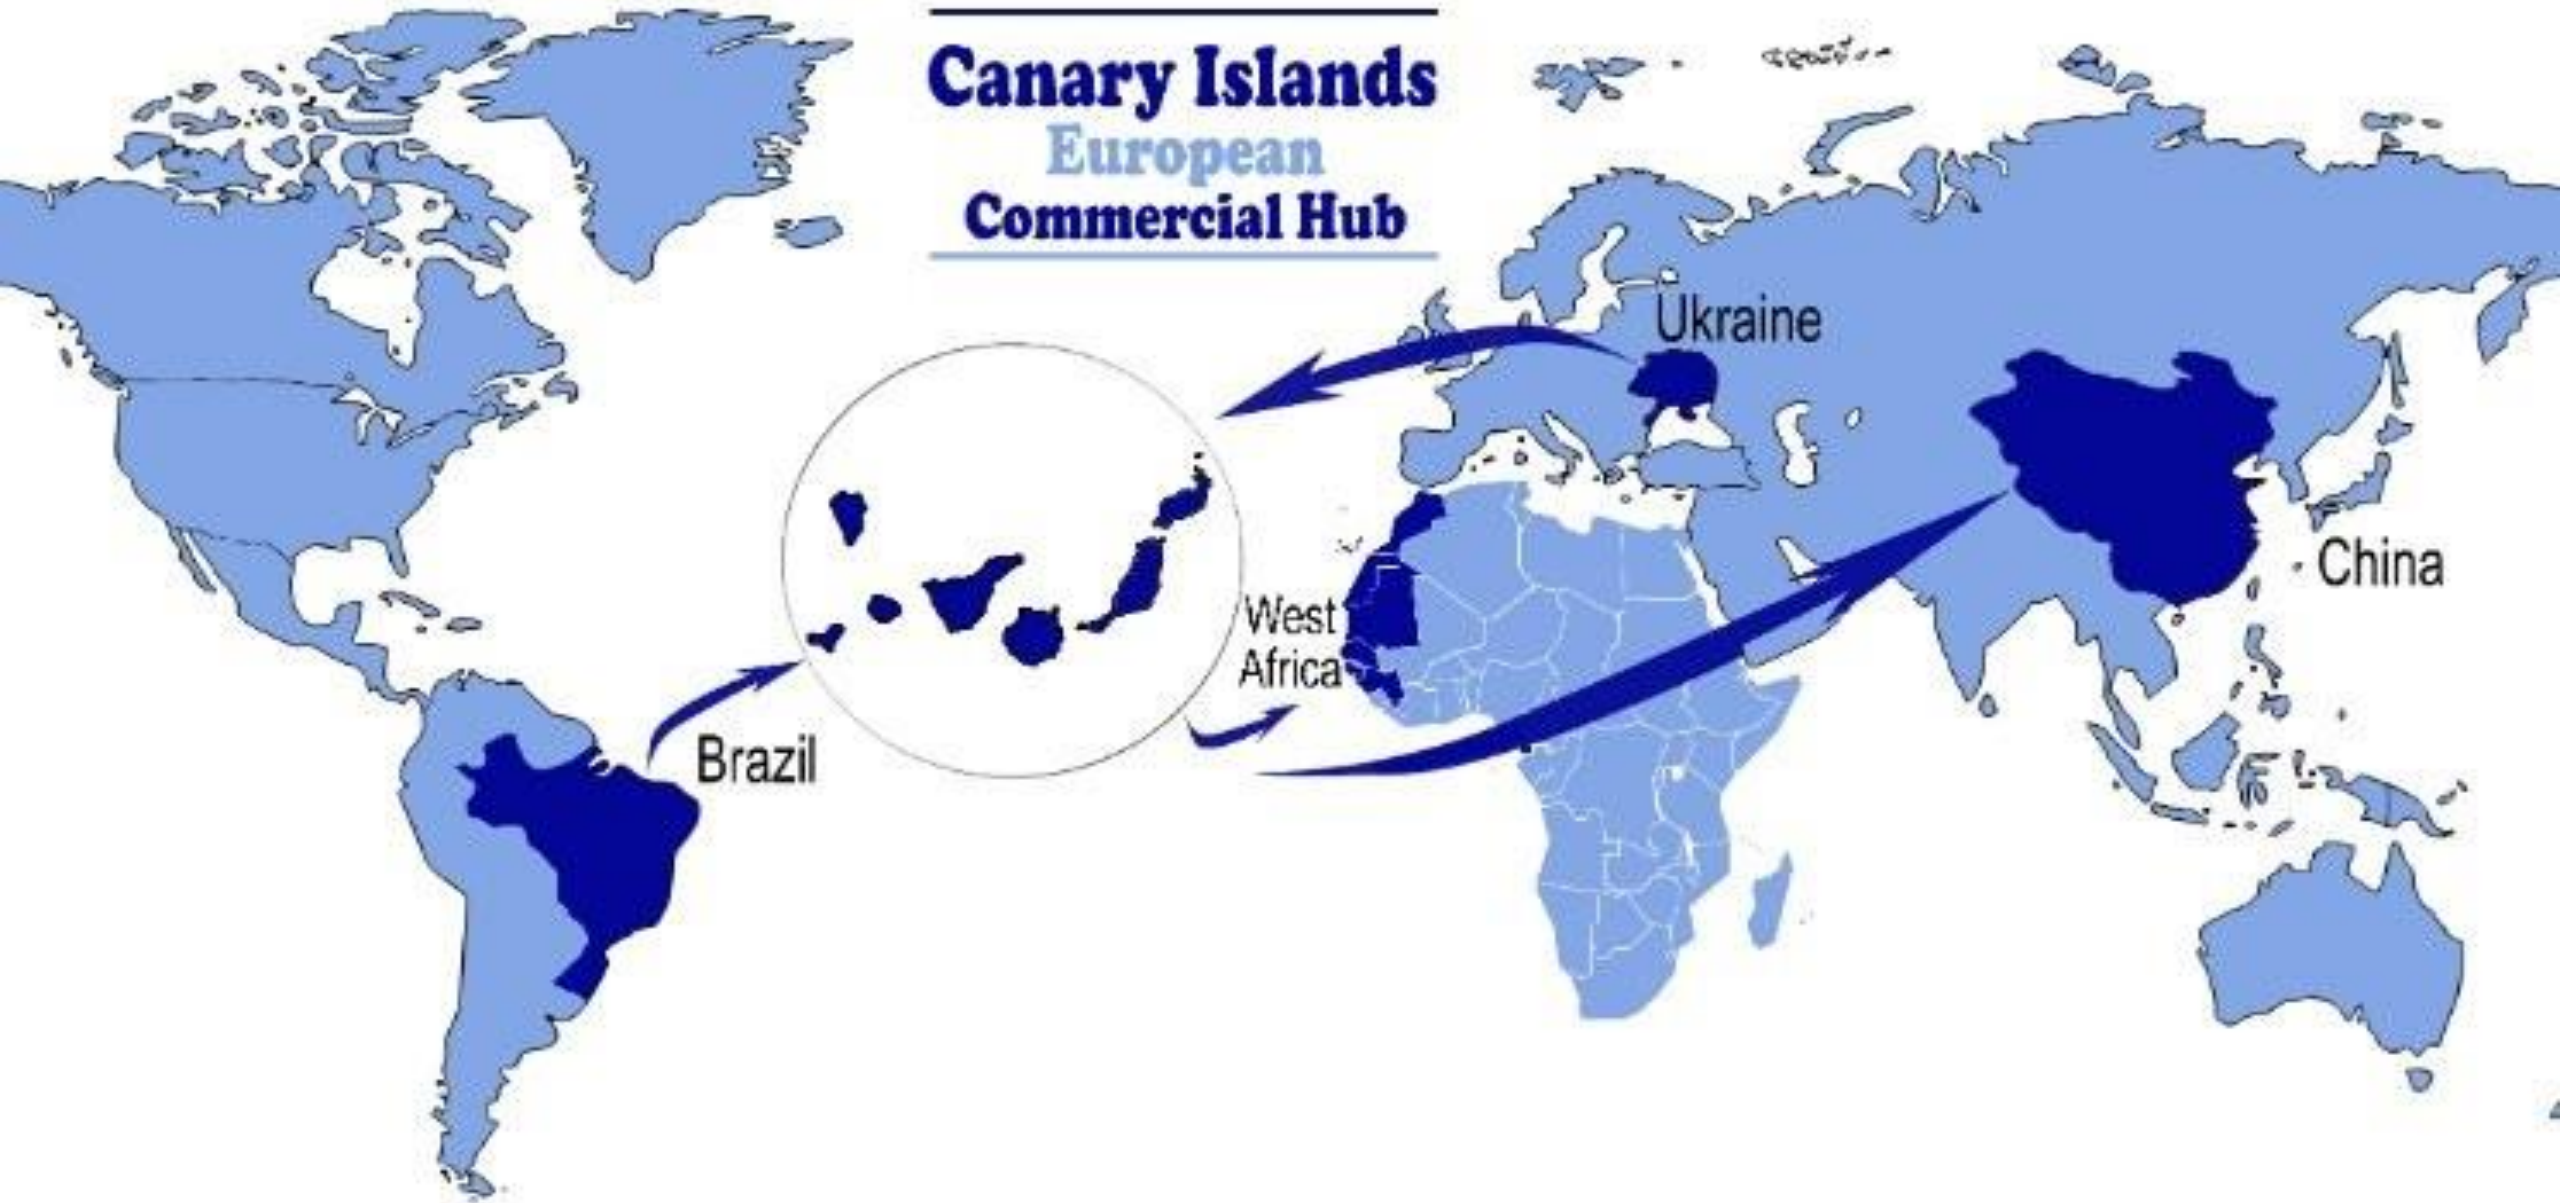 Canary Islands
European
Commercial Hub
Ukraine
China
West
Africa
Brazil